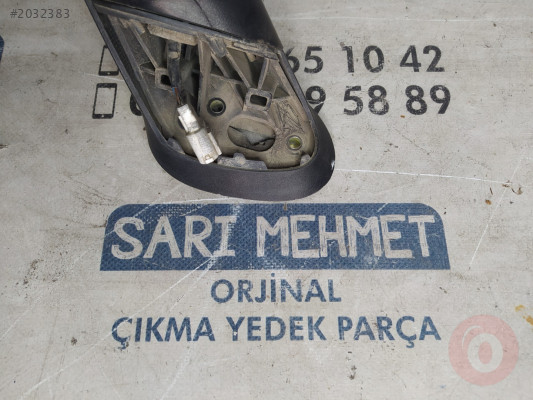 #2032383
65 10 42
9 58 89
SARI MEHMET
ORJİNAL
ÇIKMA YEDEK PARÇA